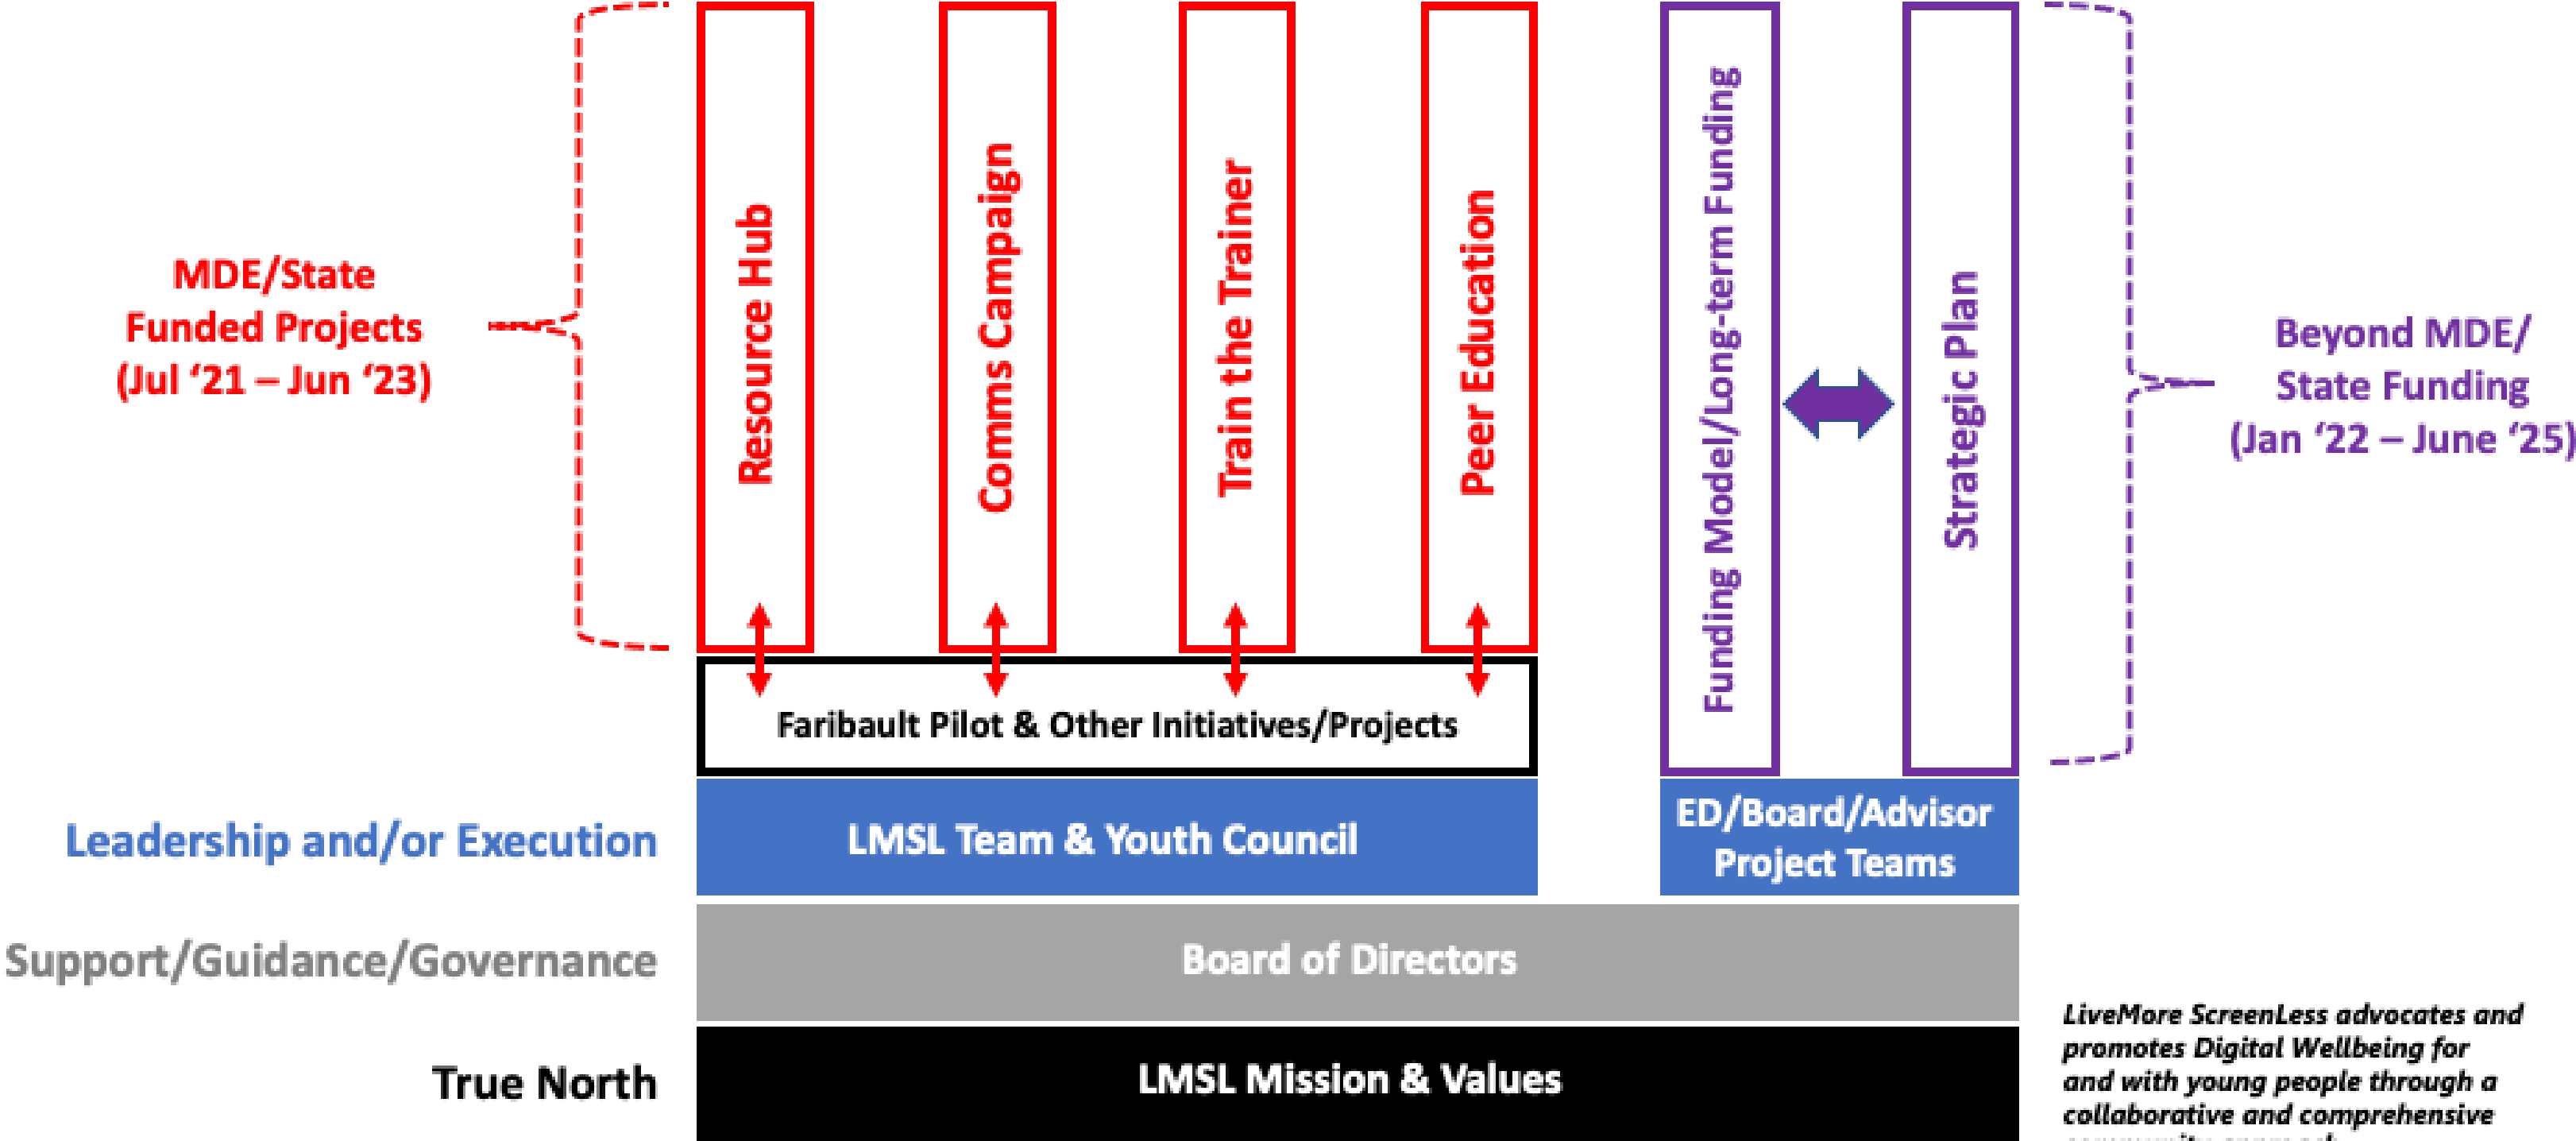 MDE/State
Funded Projects
(Jul ‘21 – Jun ‘23)
Resource Hub
Comms Campaign
Train the Trainer
Peer Education
Funding Model/Long-term Funding
Strategic Plan
Beyond MDE/
State Funding
(Jan ‘22 – June ‘25)
Faribault Pilot & Other Initiatives/Projects
Leadership and/or Execution
LMSL Team & Youth Council
ED/Board/Advisor
Project Teams
Support/Guidance/Governance
Board of Directors
True North
LMSL Mission & Values
LiveMore ScreenLess advocates and
promotes Digital Wellbeing for
and with young people through a
collaborative and comprehensive